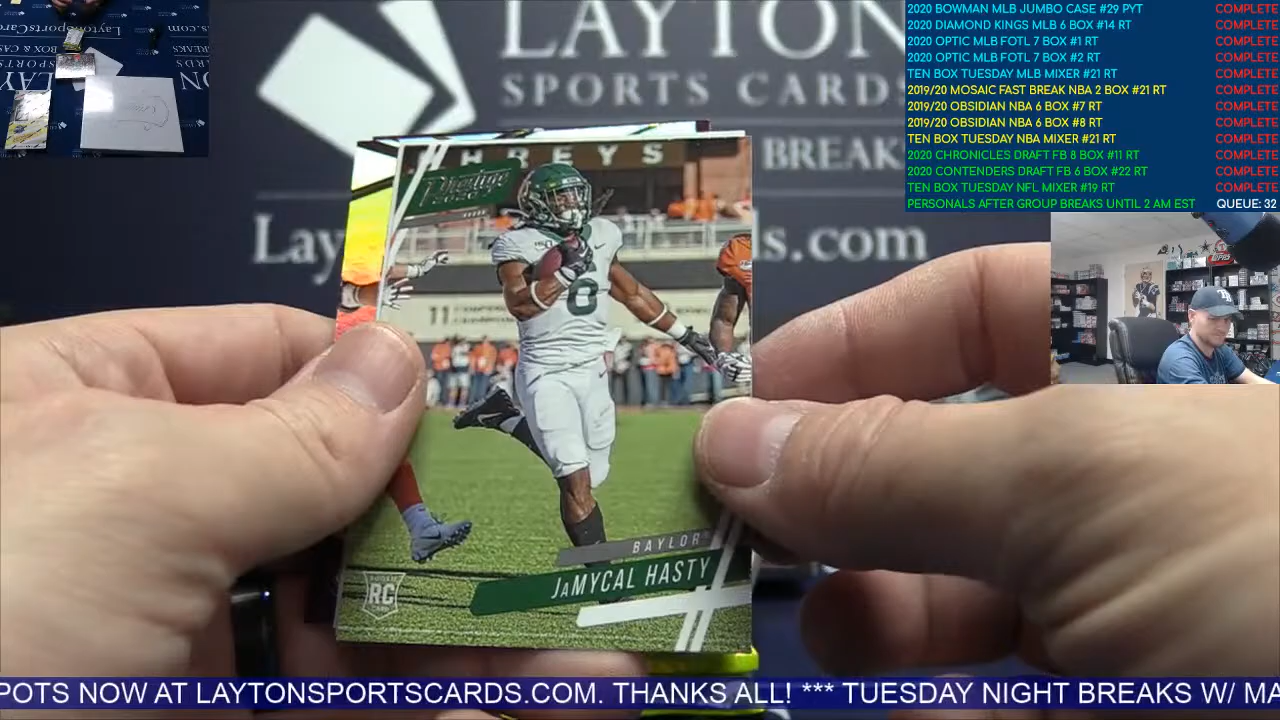 LAYTON
SPORTS CARDS
BREAK
Lay
Cards.com
2020 BOWMAN MLB JUMBO CASE #29 PYT COMPLETE
2020 DIAMOND KINGS MLB 6 BOX #14 RT COMPLETE
2020 OPTIC MLB FOTL 7 BOX #1 RT COMPLETE
2020 OPTIC MLB FOTL 7 BOX #2 RT COMPLETE
TEN BOX TUESDAY MLB MIXER #21 RT COMPLETE
2019/20 MOSAIC FAST BREAK NBA 2 BOX #21 RT COMPLETE
2019/20 OBSIDIAN NBA 6 BOX #7 RT COMPLETE
2019/20 OBSIDIAN NBA 6 BOX #8 RT COMPLETE
TEN BOX TUESDAY NBA MIXER #21 RT COMPLETE
2020 CHRONICLES DRAFT FB 8 BOX #11 RT COMPLETE
2020 CONTENDERS DRAFT FB 6 BOX #22 RT COMPLETE
TEN BOX TUESDAY NFL MIXER #19 RT COMPLETE
PERSONALS AFTER GROUP BREAKS UNTIL 2 AM EST QUEUE: 32
HREYS
Prestige
2020
150
6
11
BAYLOR
JAMYCAL HASTY
RC
POTS NOW AT LAYTONSPORTSCARDS.COM. THANKS ALL! *** TUESDAY NIGHT BREAKS W/ MA